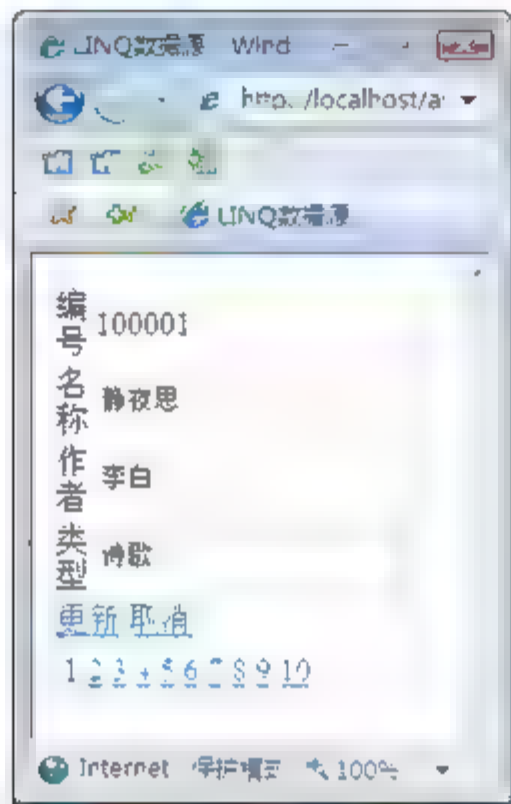 LINQ数据源 Wind
http://localhost/a
LINQ数据源
编号 100001
名称 静夜思
作者 李白
类型 诗歌
更新 取消
1 2 3 4 5 6 7 8 9 10
Internet 保护模式 100%